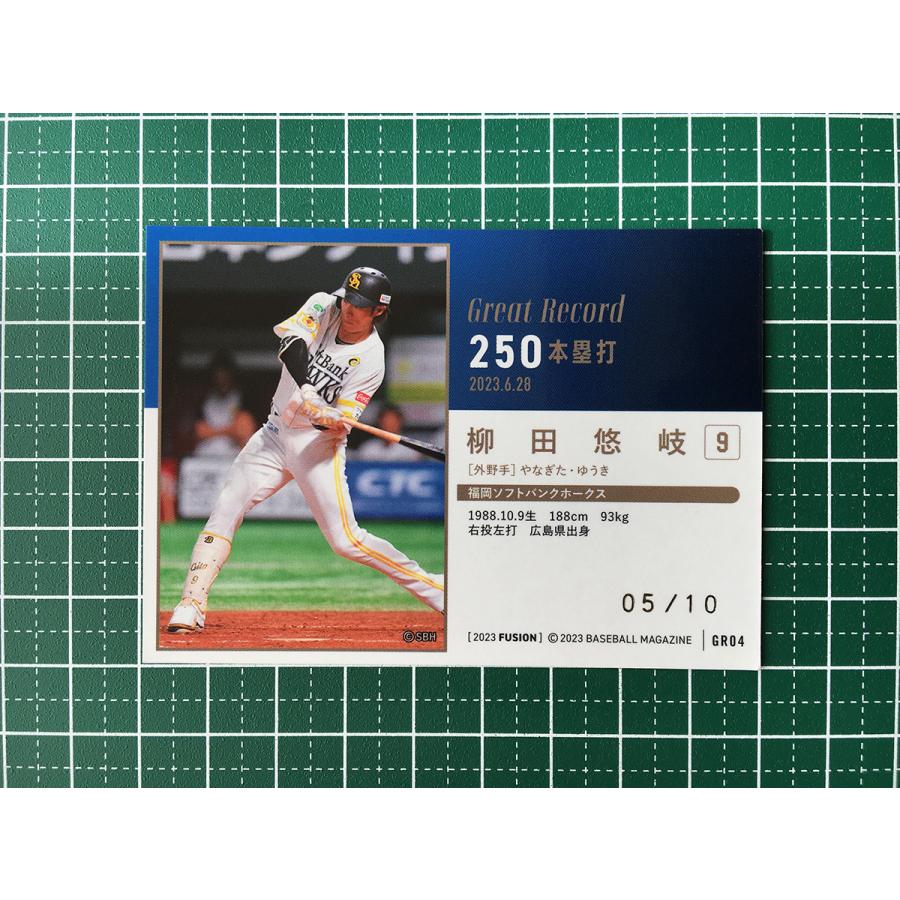 Great Record
250本塁打
2023.6.28
柳田悠岐 9
[外野手] やなぎた・ゆうき
福岡ソフトバンクホークス
1988.10.9生 188cm 93kg
右投左打 広島県出身
05/10
[2023 FUSION] ©2023 BASEBALL MAGAZINE GR04
©SBH
CTC
9